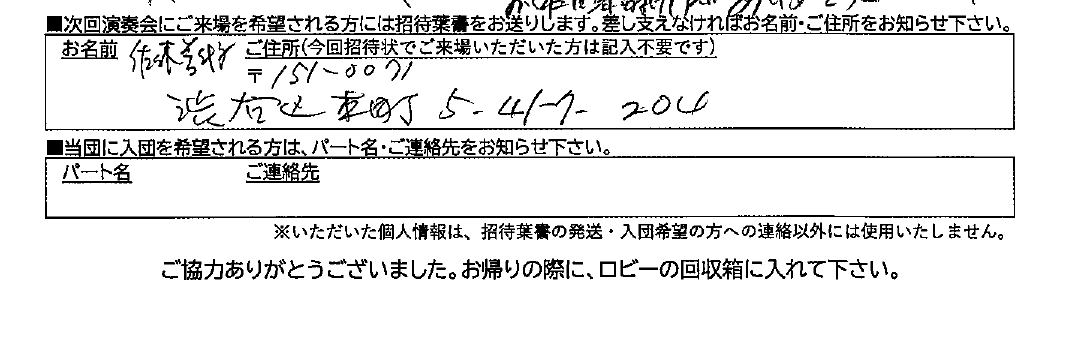 ■次回演奏会にご来場を希望される方には招待葉書をお送りします。差し支えなければお名前・ご住所をお知らせ下さい。
お名前 佐 ご住所(今回招待状でご来場いただいた方は記入不要です)
〒151-0071
渋谷区本町 5-41-7-204
■当団に入団を希望される方は、パート名・ご連絡先をお知らせ下さい。
パート名 ご連絡先
※いただいた個人情報は、招待葉書の発送・入団希望の方への連絡以外には使用いたしません。
ご協力ありがとうございました。お帰りの際に、ロビーの回収箱に入れて下さい。